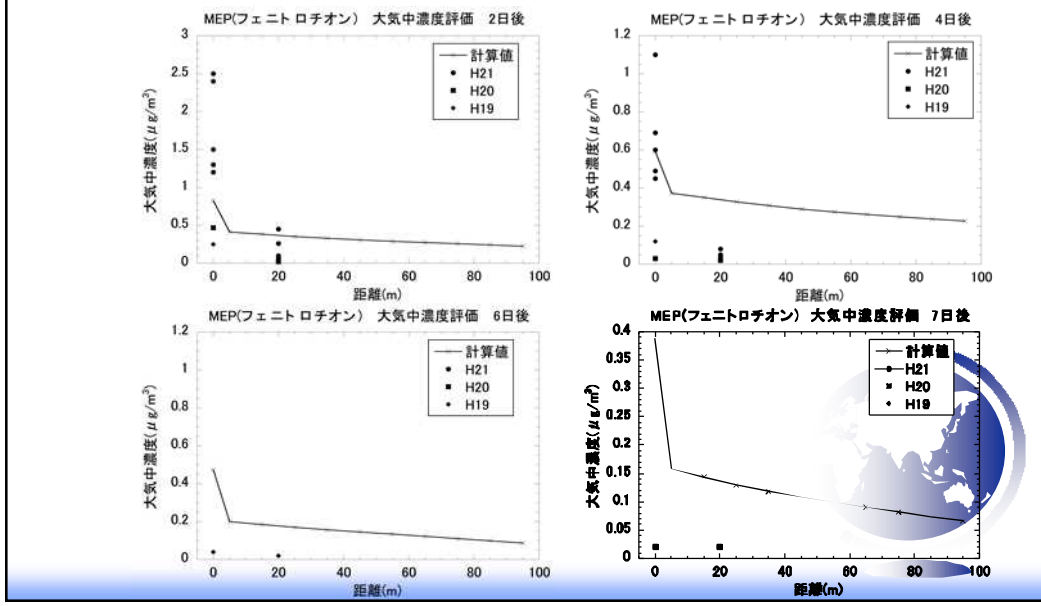 MEP(フェニトロチオン) 大気中濃度評価 2日後
3
2.5
2
1.5
1
0.5
0
大気中濃度(μg/m³)
計算値
H21
H20
H19
0 20 40 60 80 100
距離(m)
MEP(フェニトロチオン) 大気中濃度評価 4日後
1.2
1
0.8
0.6
0.4
0.2
0
大気中濃度(μg/m³)
計算値
H21
H20
H19
0 20 40 60 80 100
距離(m)
MEP(フェニトロチオン) 大気中濃度評価 6日後
1.2
1
0.8
0.6
0.4
0.2
0
大気中濃度(μg/m³)
計算値
H21
H20
H19
0 20 40 60 80 100
距離(m)
MEP(フェニトロチオン) 大気中濃度評価 7日後
0.4
0.35
0.3
0.25
0.2
0.15
0.1
0.05
0
大気中濃度(μg/m³)
計算値
H21
H20
H19
0 20 40 60 80 100
距離(m)